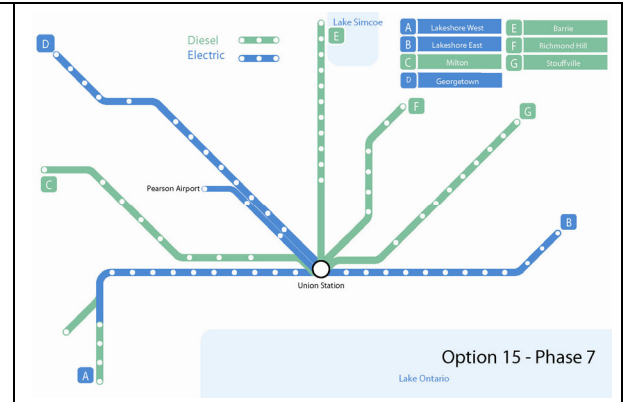 Lake Simcoe
Diesel
Electric
A Lakeshore West
B Lakeshore East
C Milton
D Georgetown
E Barrie
F Richmond Hill
G Stouffville
D
E
F
G
C
Pearson Airport
B
Union Station
A
Option 15 - Phase 7
Lake Ontario